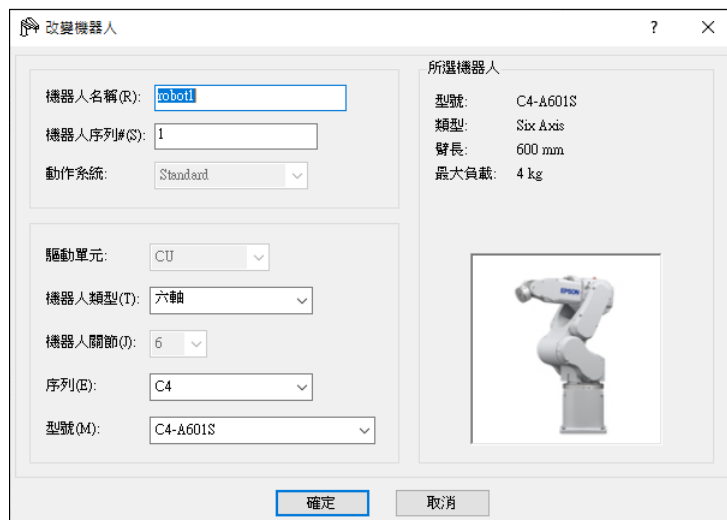 改變機器人
機器人名稱(R): robot1
機器人序列#(S): 1
動作系統: Standard
驅動單元: CU
機器人類型(T): 六軸
機器人關節(J): 6
序列(E): C4
型號(M): C4-A601S
所選機器人
型號: C4-A601S
類型: Six Axis
臂長: 600 mm
最大負載: 4 kg
EPSON
確定
取消